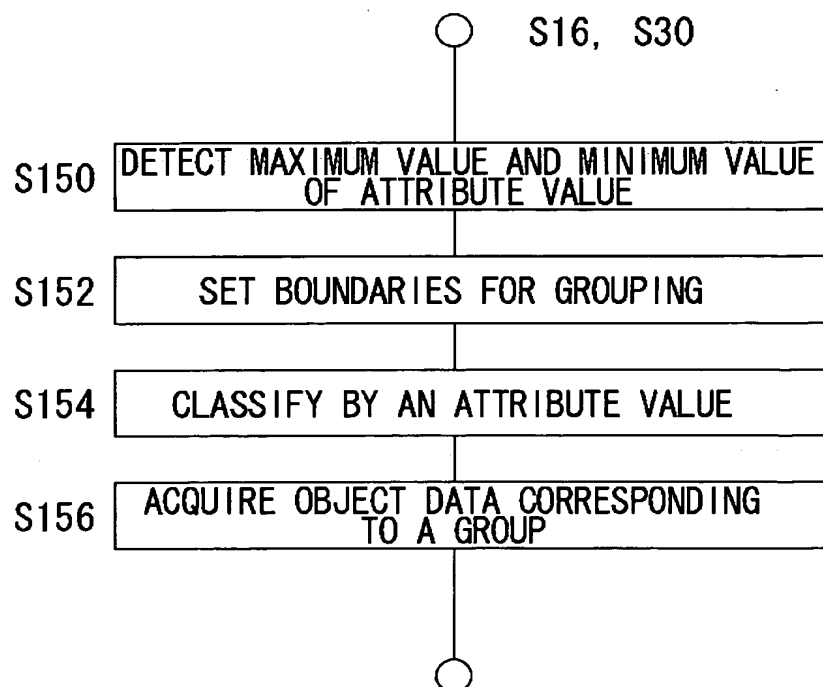 S16, S30
S150
DETECT MAXIMUM VALUE AND MINIMUM VALUE
OF ATTRIBUTE VALUE
S152
SET BOUNDARIES FOR GROUPING
S154
CLASSIFY BY AN ATTRIBUTE VALUE
S156
ACQUIRE OBJECT DATA CORRESPONDING
TO A GROUP